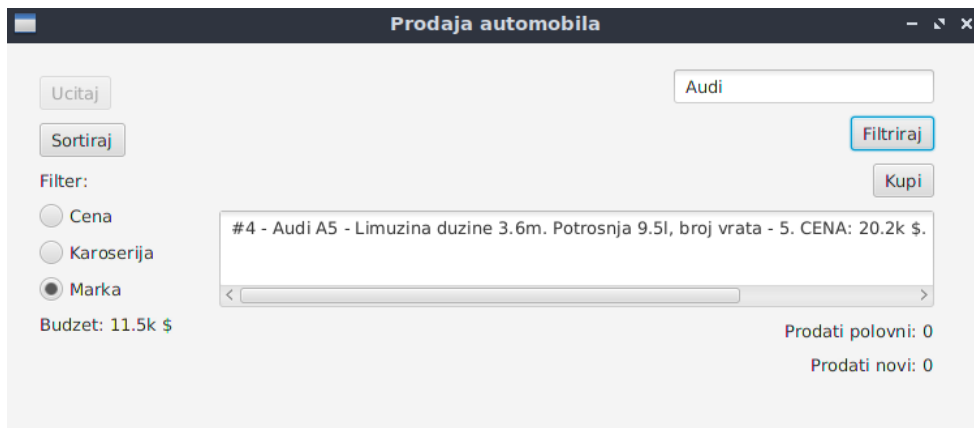 Prodaja automobila
Ucitaj
Audi
Sortiraj
Filtriraj
Filter:
Kupi
Cena
Karoserija
Marka
#4 - Audi A5 - Limuzina duzine 3.6m. Potrosnja 9.5l, broj vrata - 5. CENA: 20.2k $.
Budzet: 11.5k $
Prodati polovni: 0
Prodati novi: 0